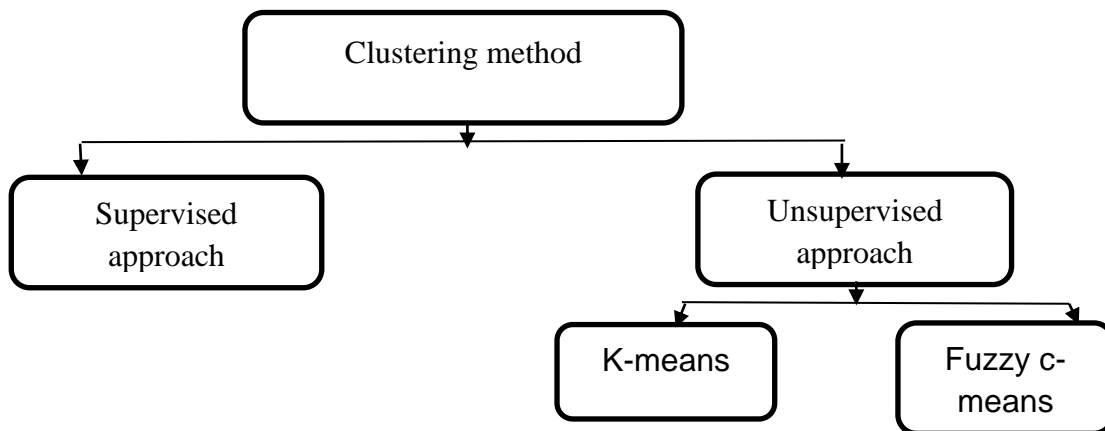 Clustering method
Supervised
approach
Unsupervised
approach
K-means
Fuzzy c-
means